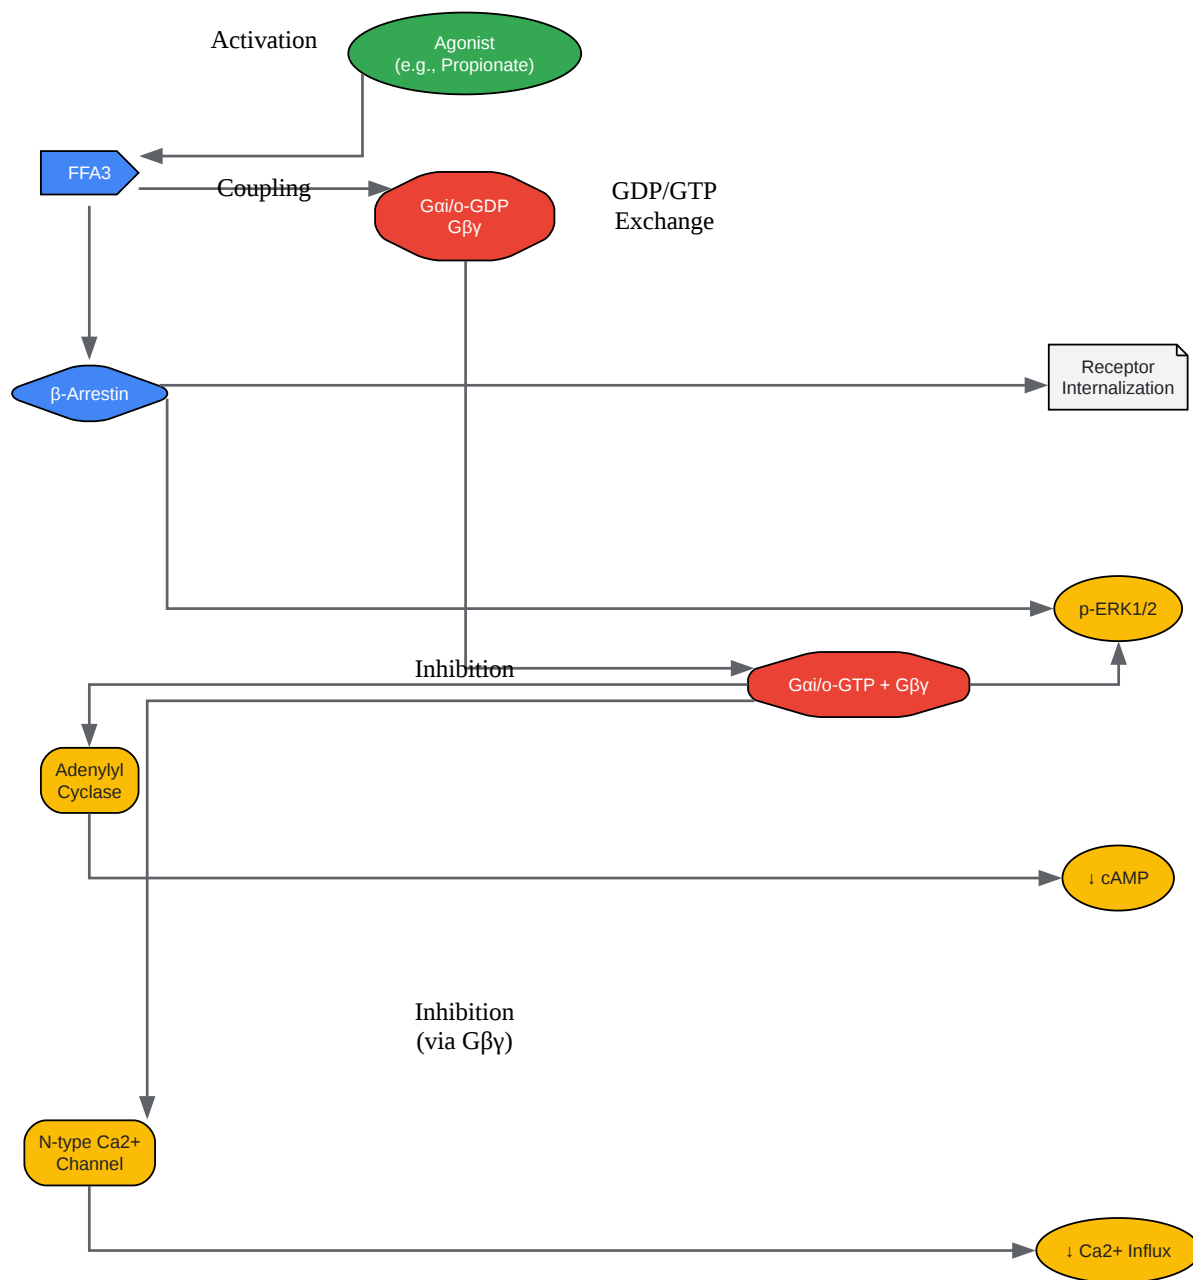 Activation
Agonist
(e.g., Propionate)
FFA3
Coupling
Gαi/o-GDP
Gβγ
GDP/GTP
Exchange
β-Arrestin
Receptor
Internalization
p-ERK1/2
Inhibition
Gαi/o-GTP + Gβγ
Adenylyl
Cyclase
↓ cAMP
Inhibition
(via Gβγ)
N-type Ca2+
Channel
↓ Ca2+ Influx